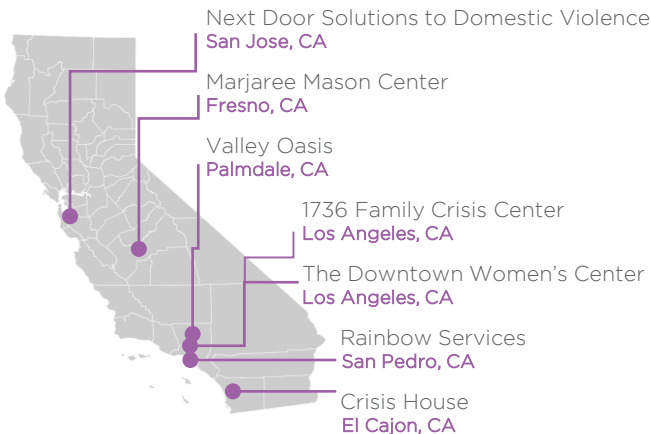 Next Door Solutions to Domestic Violence
San Jose, CA
Marjaree Mason Center
Fresno, CA
Valley Oasis
Palmdale, CA
1736 Family Crisis Center
Los Angeles, CA
The Downtown Women's Center
Los Angeles, CA
Rainbow Services
San Pedro, CA
Crisis House
El Cajon, CA